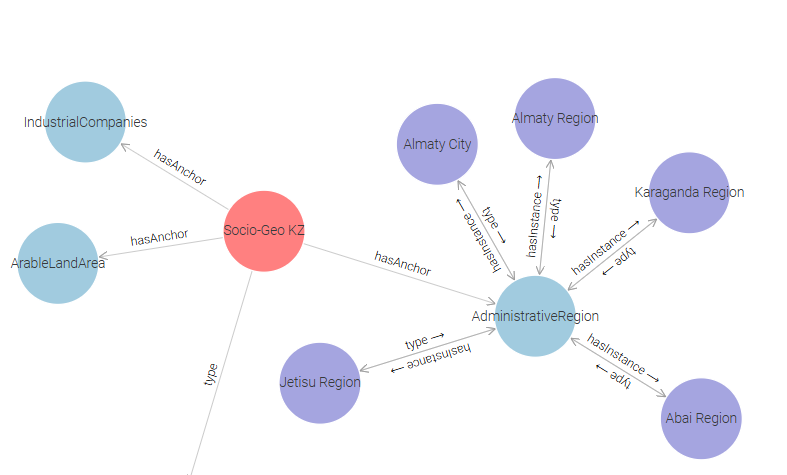 IndustrialCompanies
Almaty City
Almaty Region
hasAnchor
Karaganda Region
Socio-Geo KZ
type →
hasInstance →
hasInstance →
type →
hasInstance →
type →
hasAnchor
ArableLandArea
hasAnchor
AdministrativeRegion
type →
hasInstance →
hasInstance →
type →
type
Jetisu Region
Abai Region